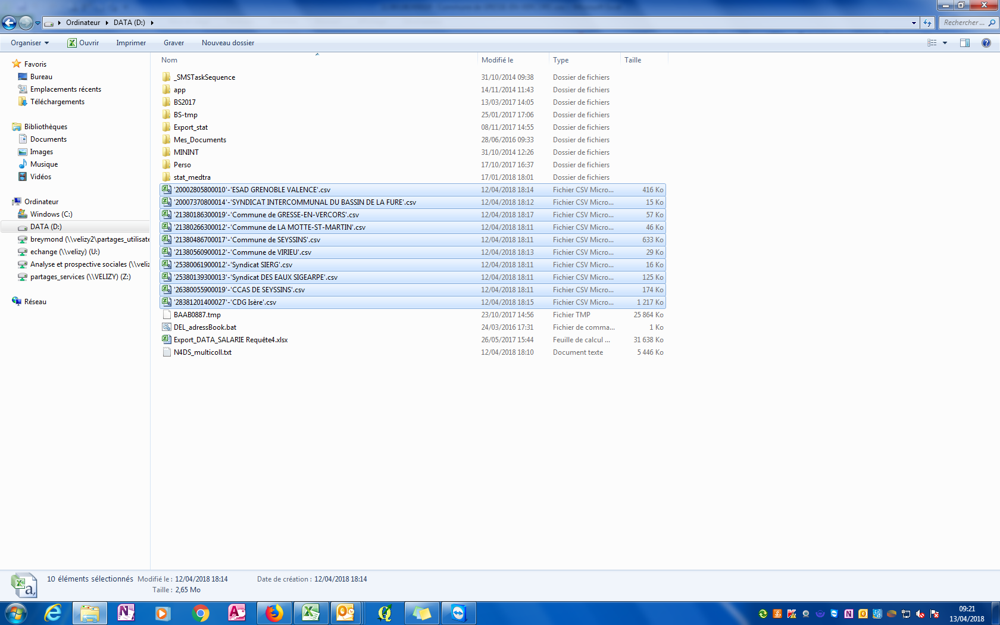 Ordinateur DATA (D:)
Rechercher ...
Organiser Ouvrir Imprimer Graver Nouveau dossier
Favoris
Bureau
Emplacements récents
Téléchargements
Bibliothèques
Documents
Images
Musique
Vidéos
Ordinateur
Windows (C:)
DATA (D:)
breymond (\\velizy2\partages_utilisate
echange (\\velizy) (U:)
Analyse et prospective sociales (\\veliz
partages_services (\\VELIZY) (Z:)
Réseau
Nom Modifié le Type Taille
_SMSTaskSequence 31/10/2014 09:38 Dossier de fichiers
app 14/11/2014 11:43 Dossier de fichiers
BS2017 13/03/2017 14:05 Dossier de fichiers
BS-tmp 25/01/2017 17:06 Dossier de fichiers
Export_stat 08/11/2017 14:55 Dossier de fichiers
Mes_Documents 28/06/2016 09:33 Dossier de fichiers
MININT 31/10/2014 12:26 Dossier de fichiers
Perso 17/10/2017 16:37 Dossier de fichiers
stat_medtra 17/01/2018 18:01 Dossier de fichiers
'20002805800010'-'ESAD GRENOBLE VALENCE'.csv 12/04/2018 18:14 Fichier CSV Micro... 416 Ko
'20007370800014'-'SYNDICAT INTERCOMMUNAL DU BASSIN DE LA FURE'.csv 12/04/2018 18:12 Fichier CSV Micro... 15 Ko
'21380186300019'-'Commune de GRESSE-EN-VERCORS'.csv 12/04/2018 18:17 Fichier CSV Micro... 57 Ko
'21380266300012'-'Commune de LA MOTTE-ST-MARTIN'.csv 12/04/2018 18:11 Fichier CSV Micro... 46 Ko
'21380486700017'-'Commune de SEYSSINS'.csv 12/04/2018 18:11 Fichier CSV Micro... 633 Ko
'21380560900012'-'Commune de VIRIEU'.csv 12/04/2018 18:13 Fichier CSV Micro... 29 Ko
'25380061900012'-'Syndicat SIERG'.csv 12/04/2018 18:11 Fichier CSV Micro... 16 Ko
'25380139300013'-'Syndicat DES EAUX SIGEARPE'.csv 12/04/2018 18:11 Fichier CSV Micro... 125 Ko
'26380055900019'-'CCAS DE SEYSSINS'.csv 12/04/2018 18:11 Fichier CSV Micro... 174 Ko
'28381201400027'-'CDG Isère'.csv 12/04/2018 18:15 Fichier CSV Micro... 1 217 Ko
BAAB0887.tmp 23/10/2017 14:56 Fichier TMP 25 864 Ko
DEL_adressBook.bat 24/03/2016 17:31 Fichier de comma... 1 Ko
Export_DATA_SALARIE Requête4.xlsx 26/05/2017 15:44 Feuille de calcul ... 31 638 Ko
N4DS_multicoll.txt 12/04/2018 18:10 Document texte 5 446 Ko
10 éléments sélectionnés Modifié le : 12/04/2018 18:14 Date de création : 12/04/2018 18:14
Taille : 2,65 Mo
09:21
13/04/2018